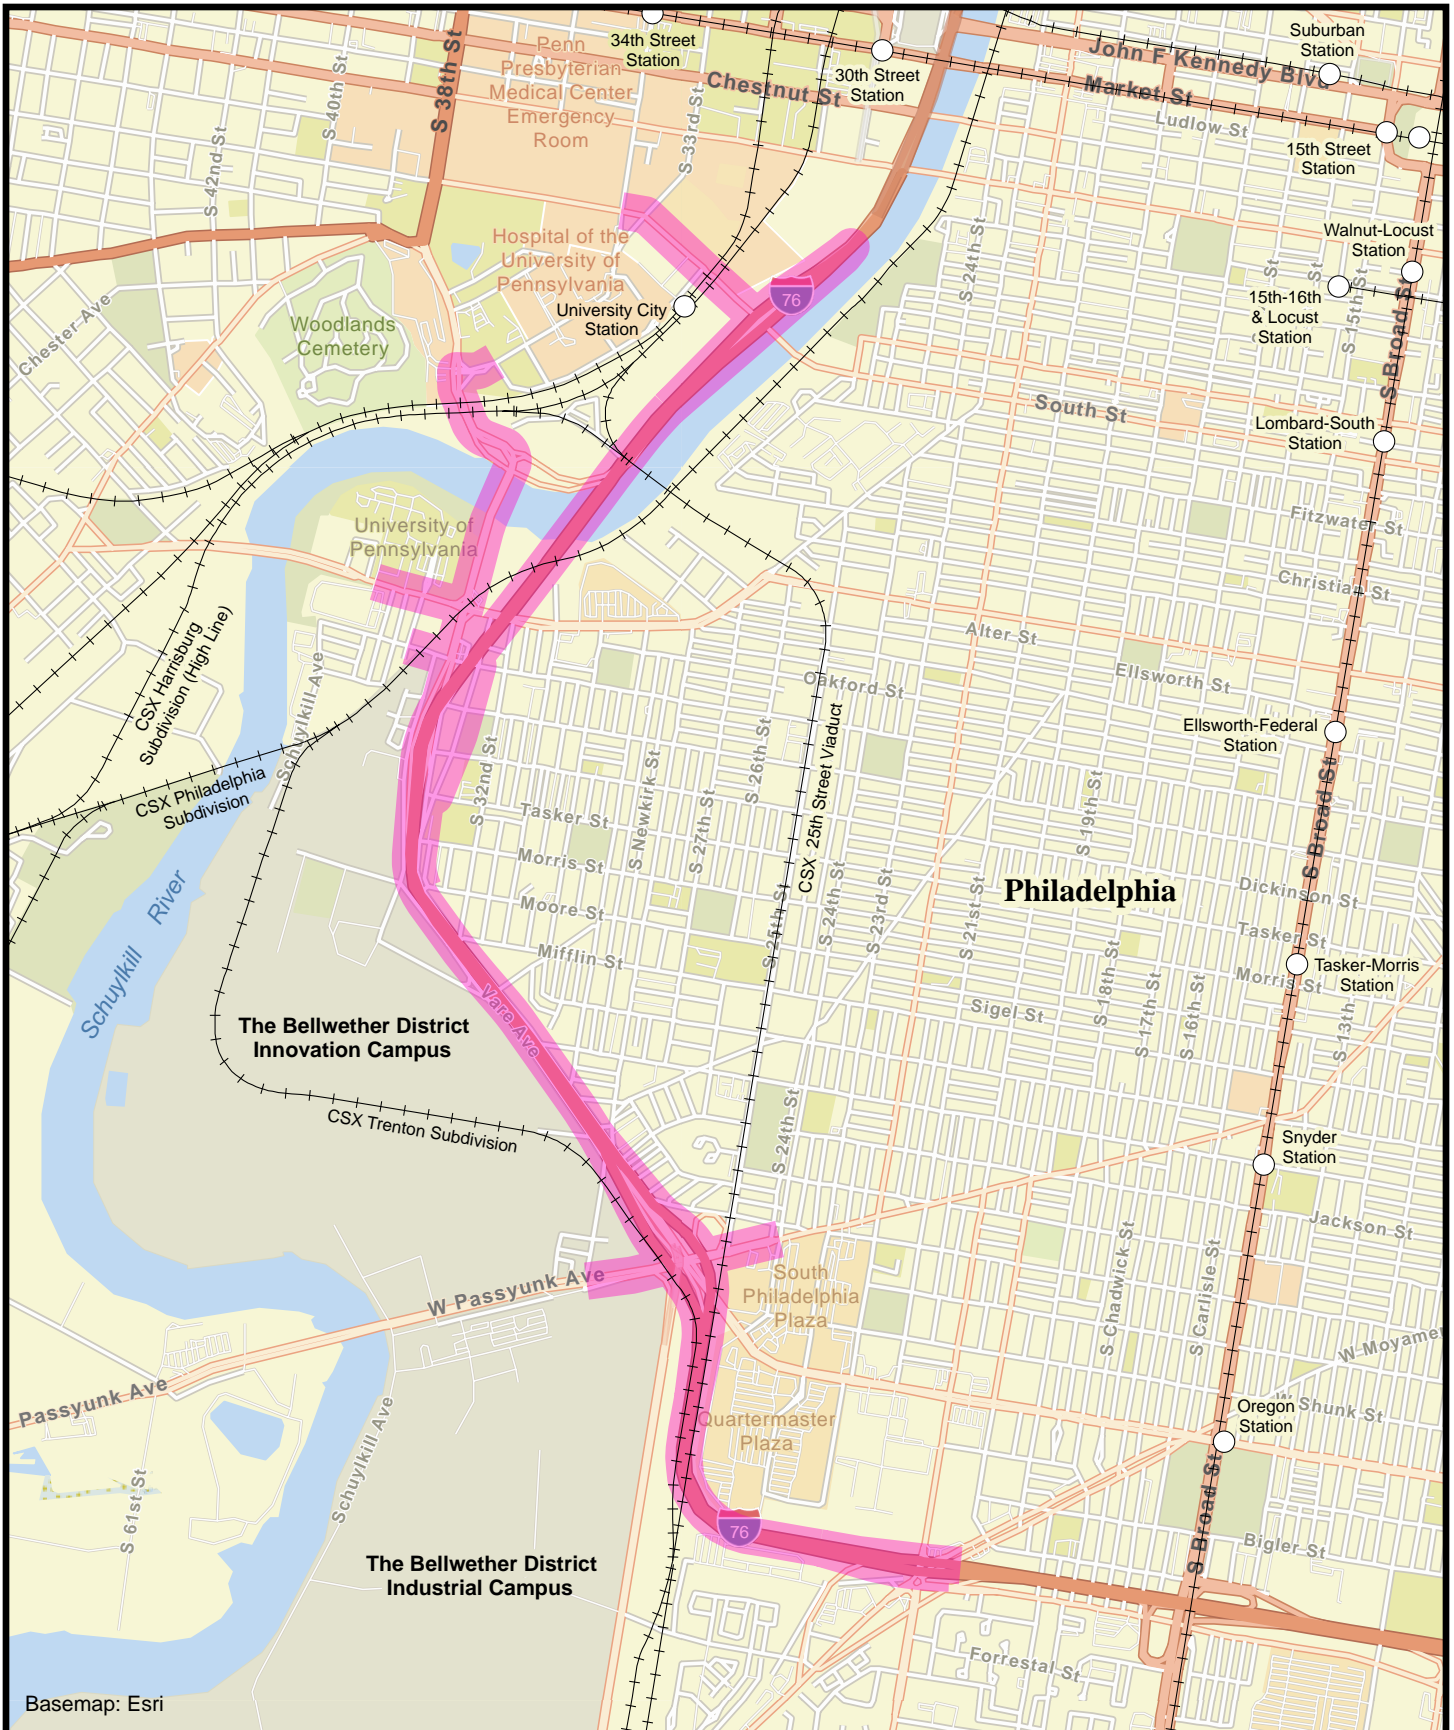 Suburban
Station
34th Street
Station
Penn
Presbyterian
Medical Center
Emergency
Room
S 38th St
S 40th St
30th Street
Station
John F Kennedy Blvd
Chestnut St
Market St
Ludlow St
15th Street
Station
S 33rd St
S 42nd St
Walnut-Locust
Station
S 24th St
Hospital of the
University of
Pennsylvania
University City
Station
76
15th-16th
& Locust
Station
St
St
S 15th St
S Broad St
Chester Ave
Woodlands
Cemetery
South St
Lombard-South
Station
Fitzwater St
University of
Pennsylvania
Christian St
Alter St
Ellsworth St
Oakford St
CSX Harrisburg
Subdivision (High Line)
Schuylkill Ave
Ellsworth-Federal
Station
CSX Philadelphia
Subdivision
S 32nd St
S 26th St
CSX 25th Street Viaduct
S Newkirk St
S 27th St
S 19th St
S Broad St
Tasker St
Morris St
Moore St
Mifflin St
S 25th St
S 24th St
S 23rd St
S 21st St
Philadelphia
Dickinson St
Tasker St
Tasker-Morris
Station
Morris St
Schuylkill River
Vare Ave
Sigel St
S 18th St
S 17th St
S 16th St
S 13th
The Bellwether District
Innovation Campus
CSX Trenton Subdivision
S 24th St
Snyder
Station
Jackson St
W Passyunk Ave
South
Philadelphia
Plaza
S Chadwick St
S Carlisle St
W Moyamen
Passyunk Ave
Schuylkill Ave
Quartermaster
Plaza
Oregon
Station
W Shunk St
S 61st St
76
S Broad St
Bigler St
The Bellwether District
Industrial Campus
Forrestal St
Basemap: Esri